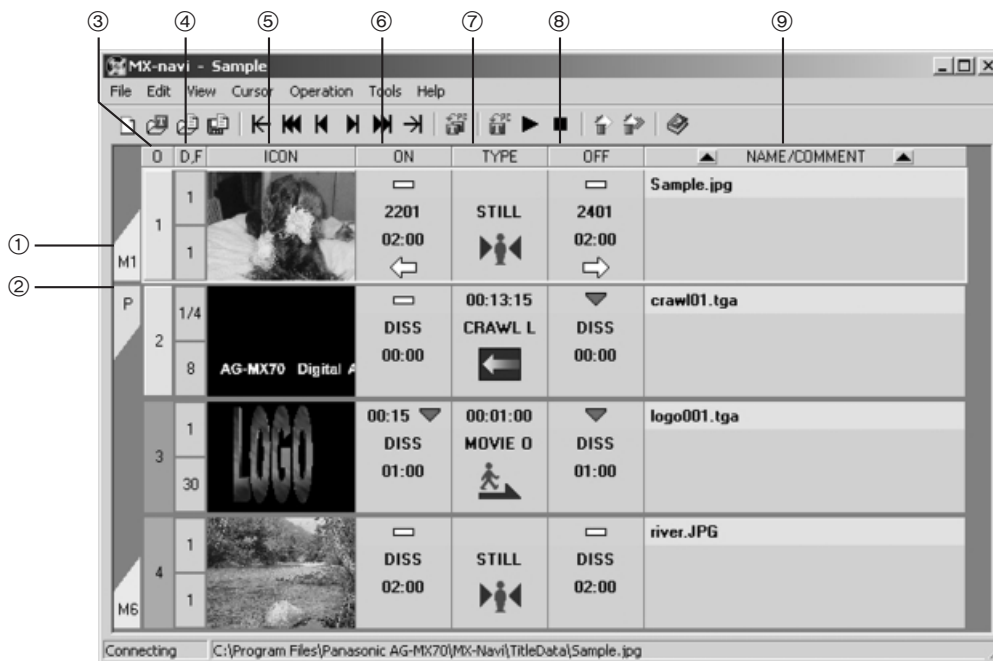 ③ ④ ⑤ ⑥ ⑦ ⑧ ⑨
MX-navi - Sample
File Edit View Cursor Operation Tools Help
0 D,F ICON ON TYPE OFF NAME/COMMENT
① M1 1 1 1 2201 02:00 STILL 2401 02:00 Sample.jpg
② P 2 1/4 8 AG-MX70 Digital A DISS 00:00 00:13:15 CRAWL L DISS 00:00 crawl01.tga
3 1 30 LOGO 00:15 DISS 01:00 00:01:00 MOVIE O DISS 01:00 logo001.tga
M6 4 1 1 DISS 02:00 STILL DISS 02:00 river.JPG
Connecting C:\Program Files\Panasonic AG-MX70\MX-Navi\TitleData\Sample.jpg